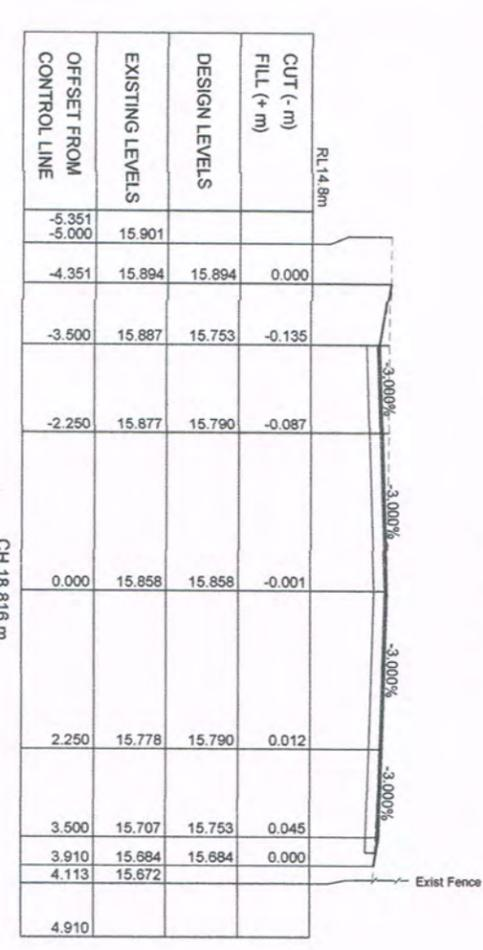 RL14.8m
CUT (- m)
FILL (+ m)
DESIGN LEVELS
EXISTING LEVELS
OFFSET FROM
CONTROL LINE
-5.351
-5.000 15.901
-4.351 15.894 15.894 0.000
-3.500 15.887 15.753 -0.135
-3.000%
-2.250 15.877 15.790 -0.087
-3.000%
0.000 15.858 15.858 -0.001
-3.000%
2.250 15.778 15.790 0.012
-3.000%
3.500 15.707 15.753 0.045
3.910 15.684 15.684 0.000
4.113 15.672
Exist Fence
4.910
CH 18.816 m